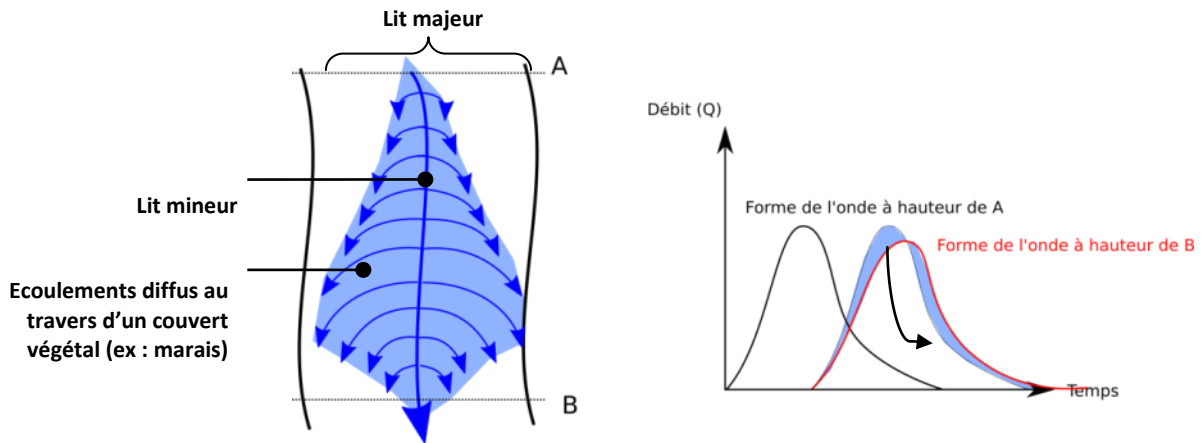 Lit majeur
A
Lit mineur
Ecoulements diffus au
travers d'un couvert
végétal (ex : marais)
B
Débit (Q)
Forme de l'onde à hauteur de A
Forme de l'onde à hauteur de B
Temps